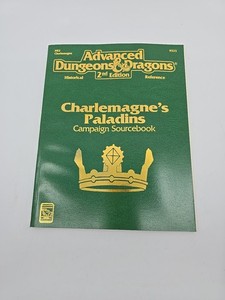 Advanced
Dungeons & Dragons®
2nd Edition
Historical Reference
Charlemagne's
Paladins
Campaign Sourcebook